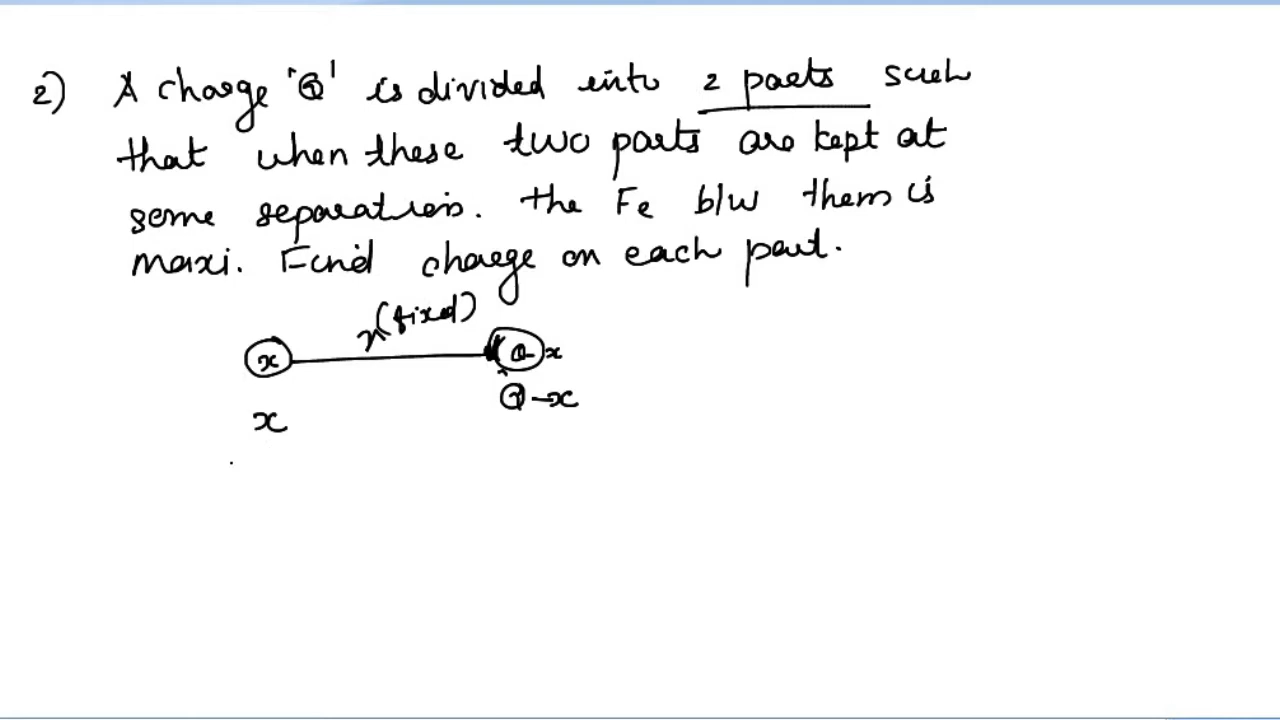 2) A charge 'Q' is divided into 2 parts such
that when these two parts are kept at
some separation. the Fe b/w them is
maxi. Find charge on each part.
r (fixed)
x Q-x
Q-x
x